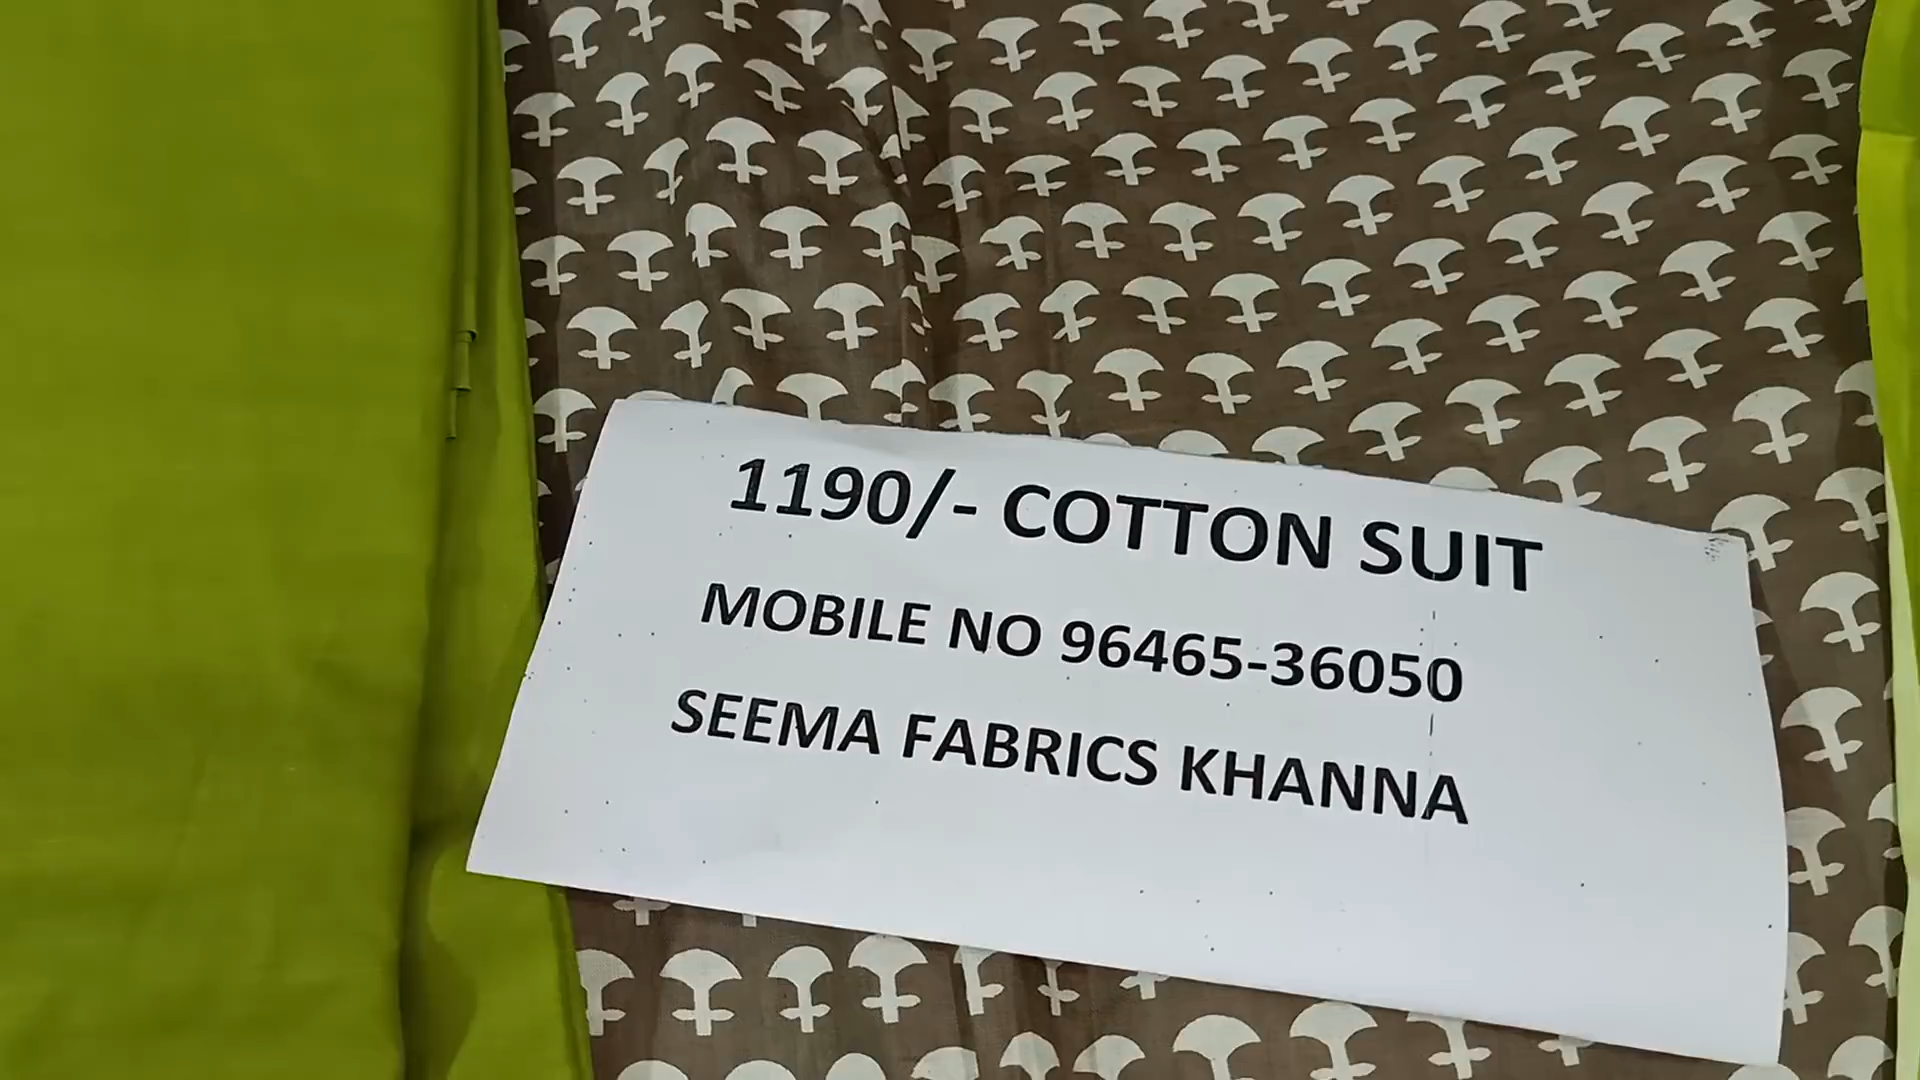 1190/- COTTON SUIT
MOBILE NO 96465-36050
SEEMA FABRICS KHANNA